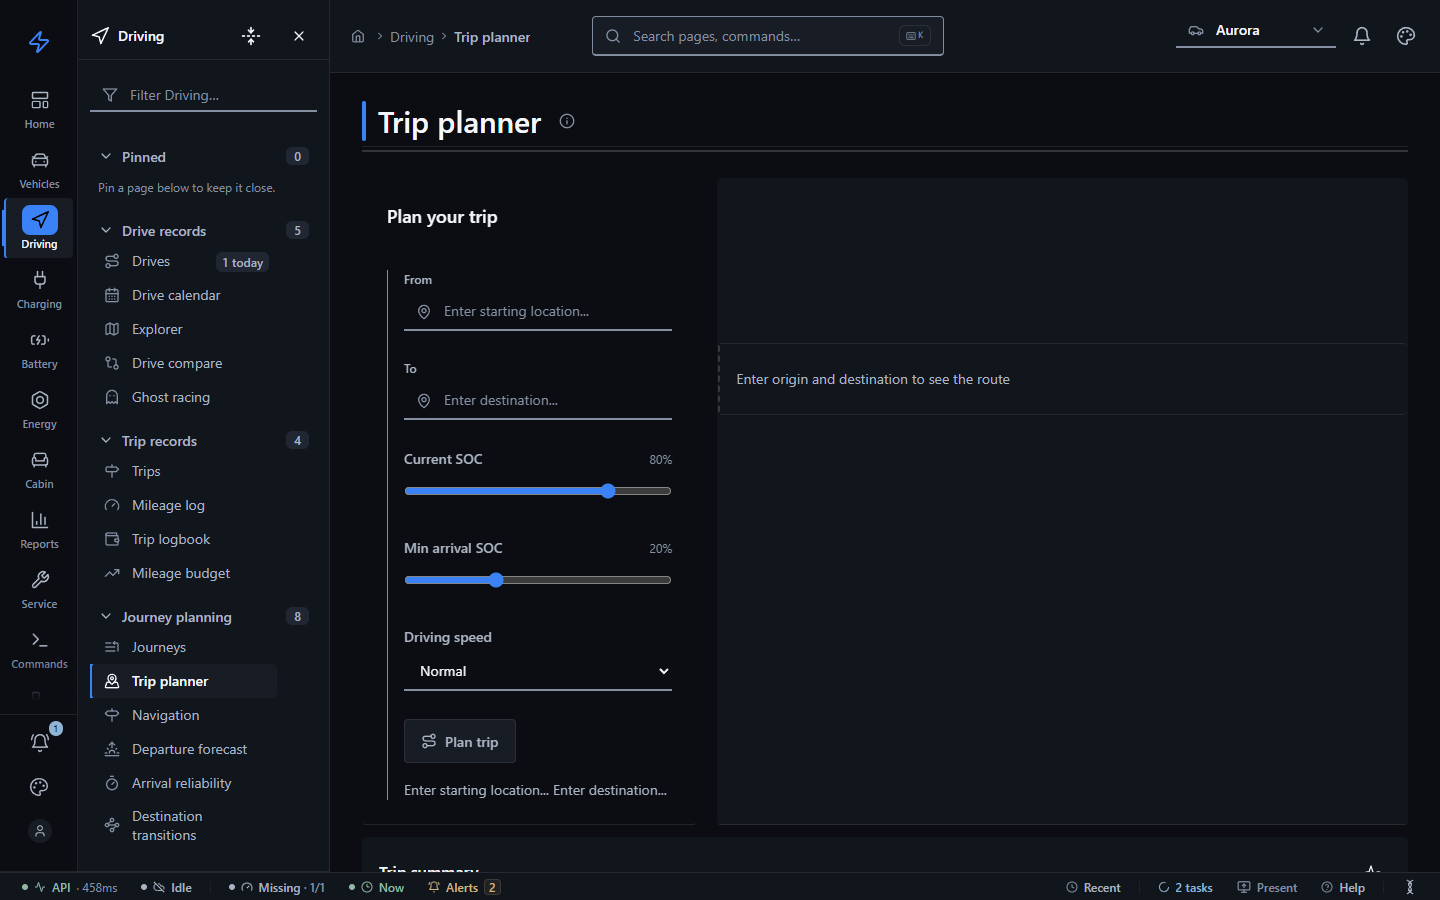 Driving
Driving
Trip planner
Search pages, commands...
K
Aurora
Home
Vehicles
Driving
Charging
Battery
Energy
Cabin
Reports
Service
Commands
1
Filter Driving...
Pinned
0
Pin a page below to keep it close.
Drive records
5
Drives
1 today
Drive calendar
Explorer
Drive compare
Ghost racing
Trip records
4
Trips
Mileage log
Trip logbook
Mileage budget
Journey planning
8
Journeys
Trip planner
Navigation
Departure forecast
Arrival reliability
Destination
transitions
Trip planner
Plan your trip
From
Enter starting location...
To
Enter destination...
Current SOC
80%
Min arrival SOC
20%
Driving speed
Normal
Plan trip
Enter starting location... Enter destination...
Enter origin and destination to see the route
Trip summary
API · 458ms
Idle
Missing · 1/1
Now
Alerts 2
Recent
2 tasks
Present
Help